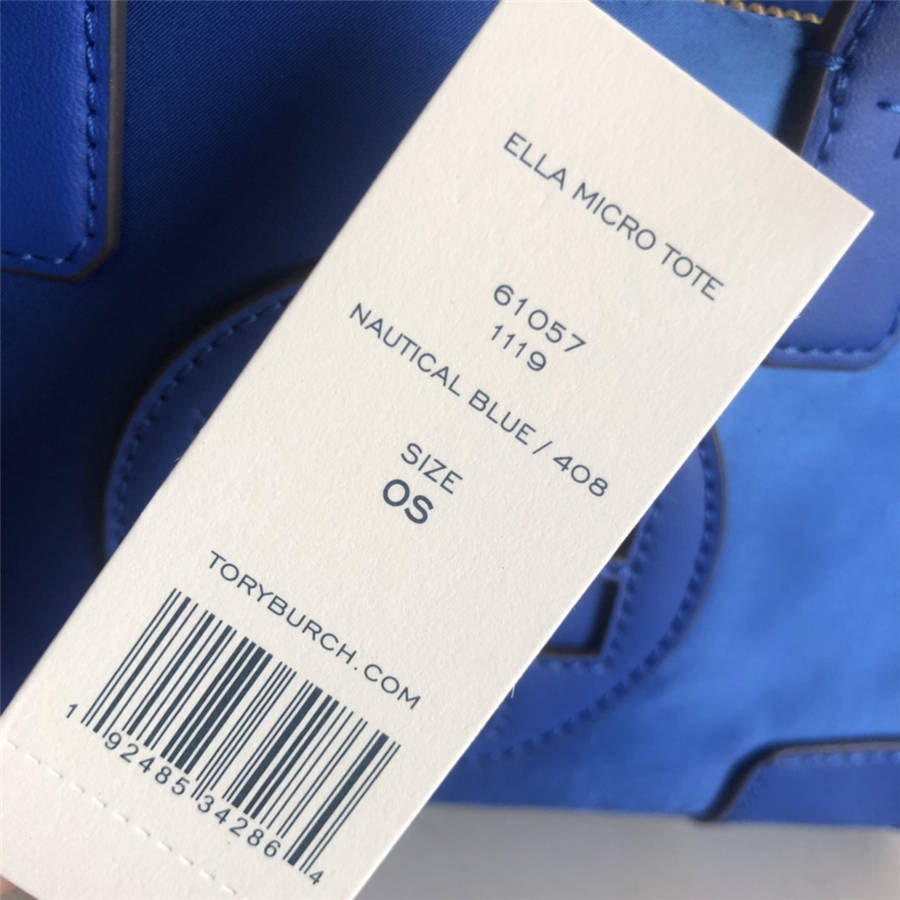 ELLA MICRO TOTE
61057
1119
NAUTICAL BLUE / 408
SIZE
OS
TORYBURCH.COM
1 92485 34286 4